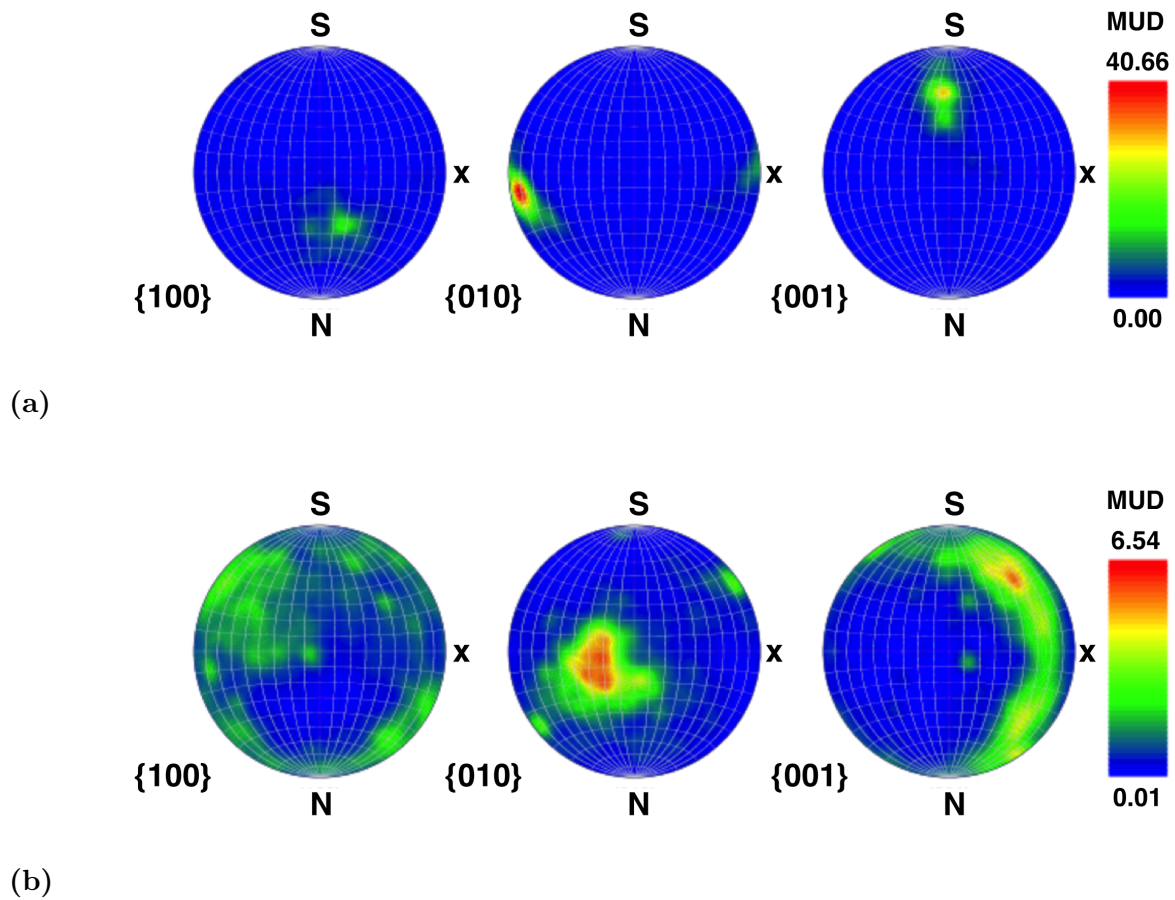 S S S MUD
40.66
x x x
{100} {010} {001}
N N N 0.00
(a)
S S S MUD
6.54
x x x
{100} {010} {001}
N N N 0.01
(b)